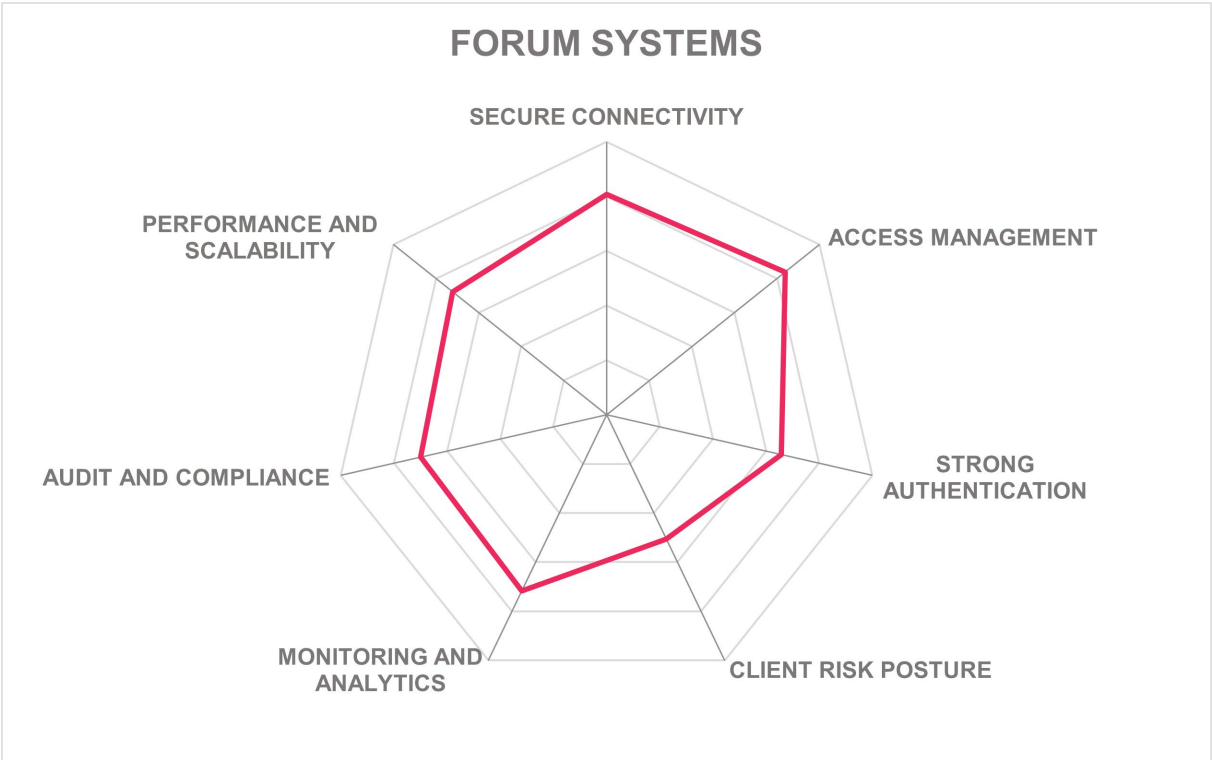 FORUM SYSTEMS
SECURE CONNECTIVITY
PERFORMANCE AND
SCALABILITY
ACCESS MANAGEMENT
AUDIT AND COMPLIANCE
STRONG
AUTHENTICATION
MONITORING AND
ANALYTICS
CLIENT RISK POSTURE